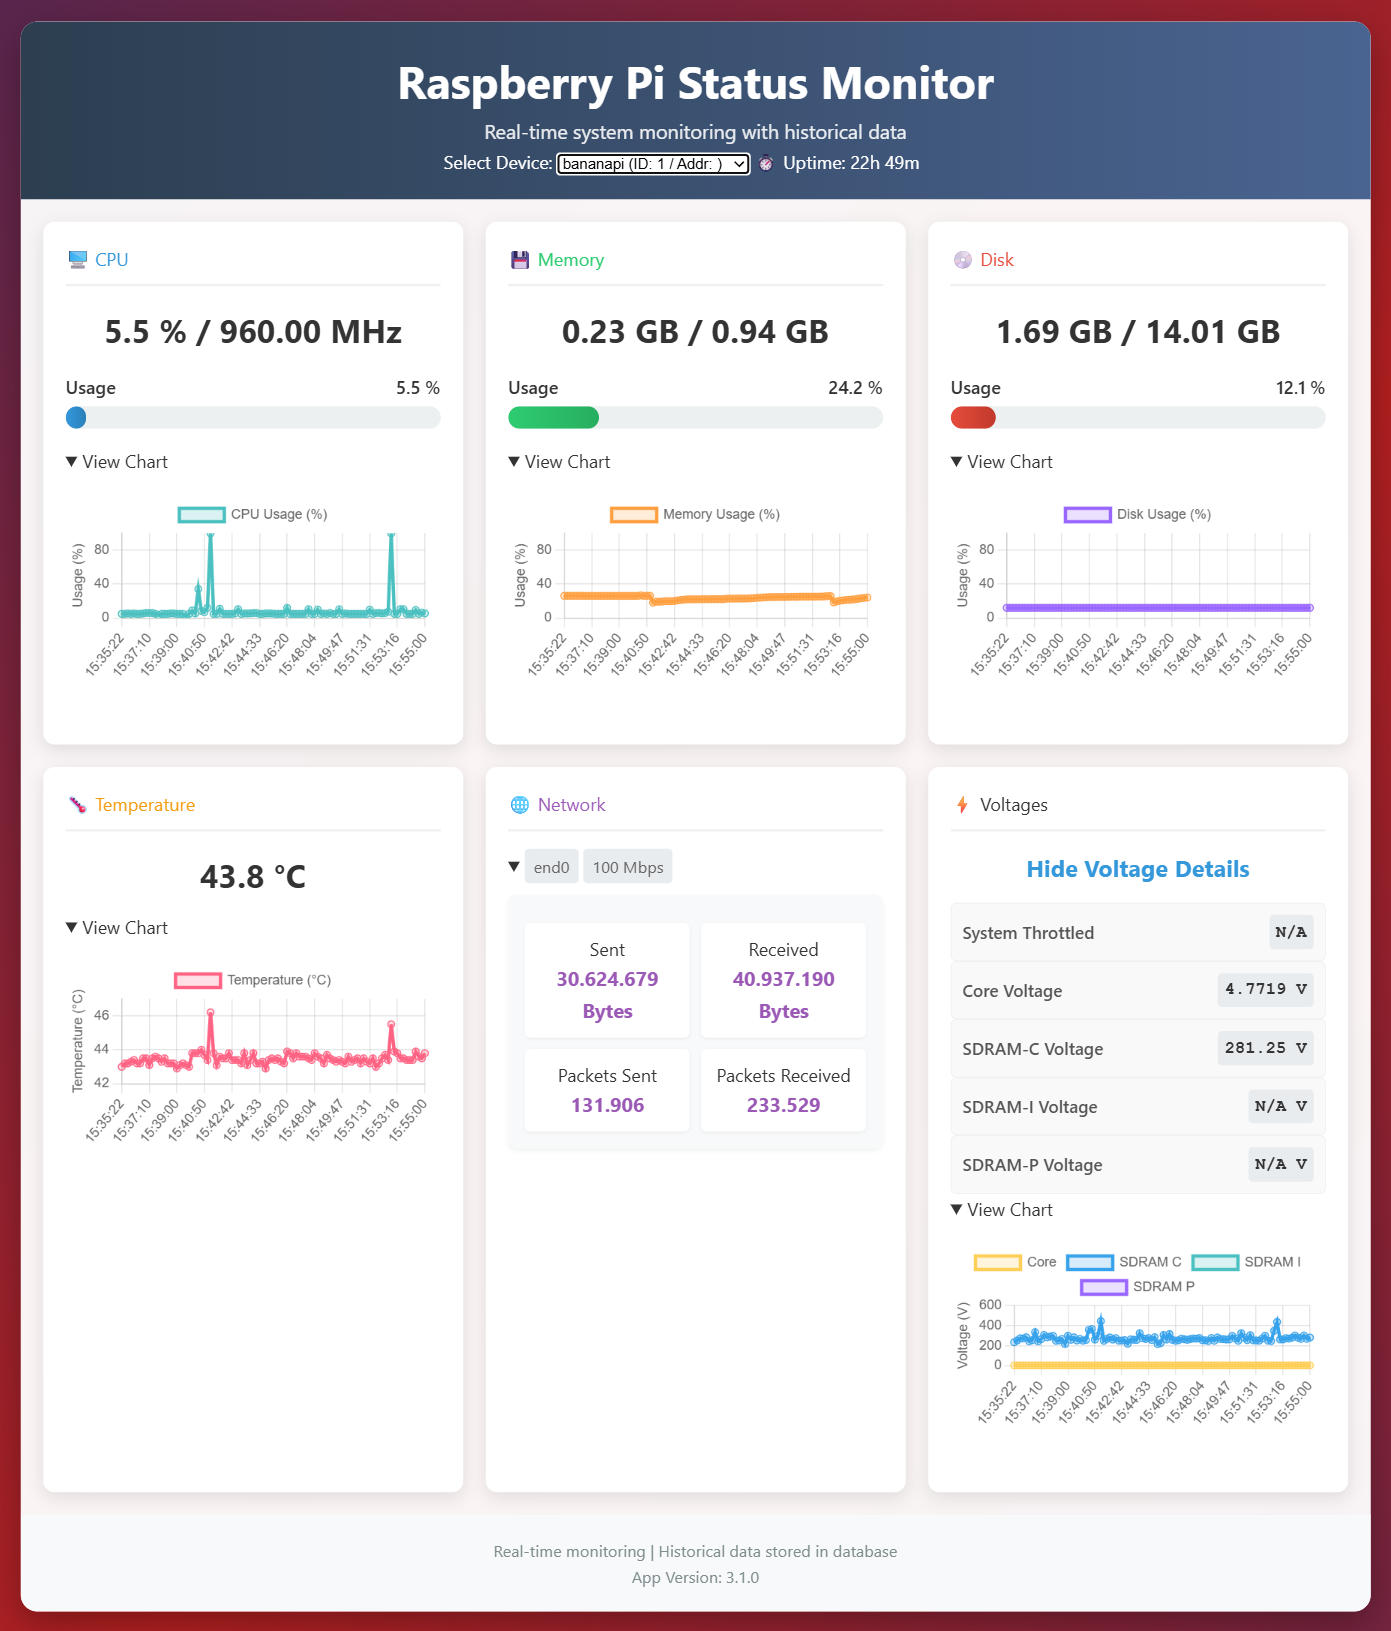 Raspberry Pi Status Monitor
Real-time system monitoring with historical data
Select Device: bananapi (ID: 1 / Addr: ) Uptime: 22h 49m
CPU
5.5 % / 960.00 MHz
Usage 5.5 %
View Chart
CPU Usage (%)
Usage (%)
80
40
0
15:35:22 15:37:10 15:39:00 15:40:50 15:42:42 15:44:33 15:46:20 15:48:04 15:49:47 15:51:31 15:53:16 15:55:00
Memory
0.23 GB / 0.94 GB
Usage 24.2 %
View Chart
Memory Usage (%)
Usage (%)
80
40
0
15:35:22 15:37:10 15:39:00 15:40:50 15:42:42 15:44:33 15:46:20 15:48:04 15:49:47 15:51:31 15:53:16 15:55:00
Disk
1.69 GB / 14.01 GB
Usage 12.1 %
View Chart
Disk Usage (%)
Usage (%)
80
40
0
15:35:22 15:37:10 15:39:00 15:40:50 15:42:42 15:44:33 15:46:20 15:48:04 15:49:47 15:51:31 15:53:16 15:55:00
Temperature
43.8 °C
View Chart
Temperature (°C)
Temperature (°C)
46
44
42
15:35:22 15:37:10 15:39:00 15:40:50 15:42:42 15:44:33 15:46:20 15:48:04 15:49:47 15:51:31 15:53:16 15:55:00
Network
end0 100 Mbps
Sent
30.624.679
Bytes
Received
40.937.190
Bytes
Packets Sent
131.906
Packets Received
233.529
Voltages
Hide Voltage Details
System Throttled N/A
Core Voltage 4.7719 V
SDRAM-C Voltage 281.25 V
SDRAM-I Voltage N/A V
SDRAM-P Voltage N/A V
View Chart
Core SDRAM C SDRAM I
SDRAM P
Voltage (V)
600
400
200
0
15:35:22 15:37:10 15:39:00 15:40:50 15:42:42 15:44:33 15:46:20 15:48:04 15:49:47 15:51:31 15:53:16 15:55:00
Real-time monitoring | Historical data stored in database
App Version: 3.1.0